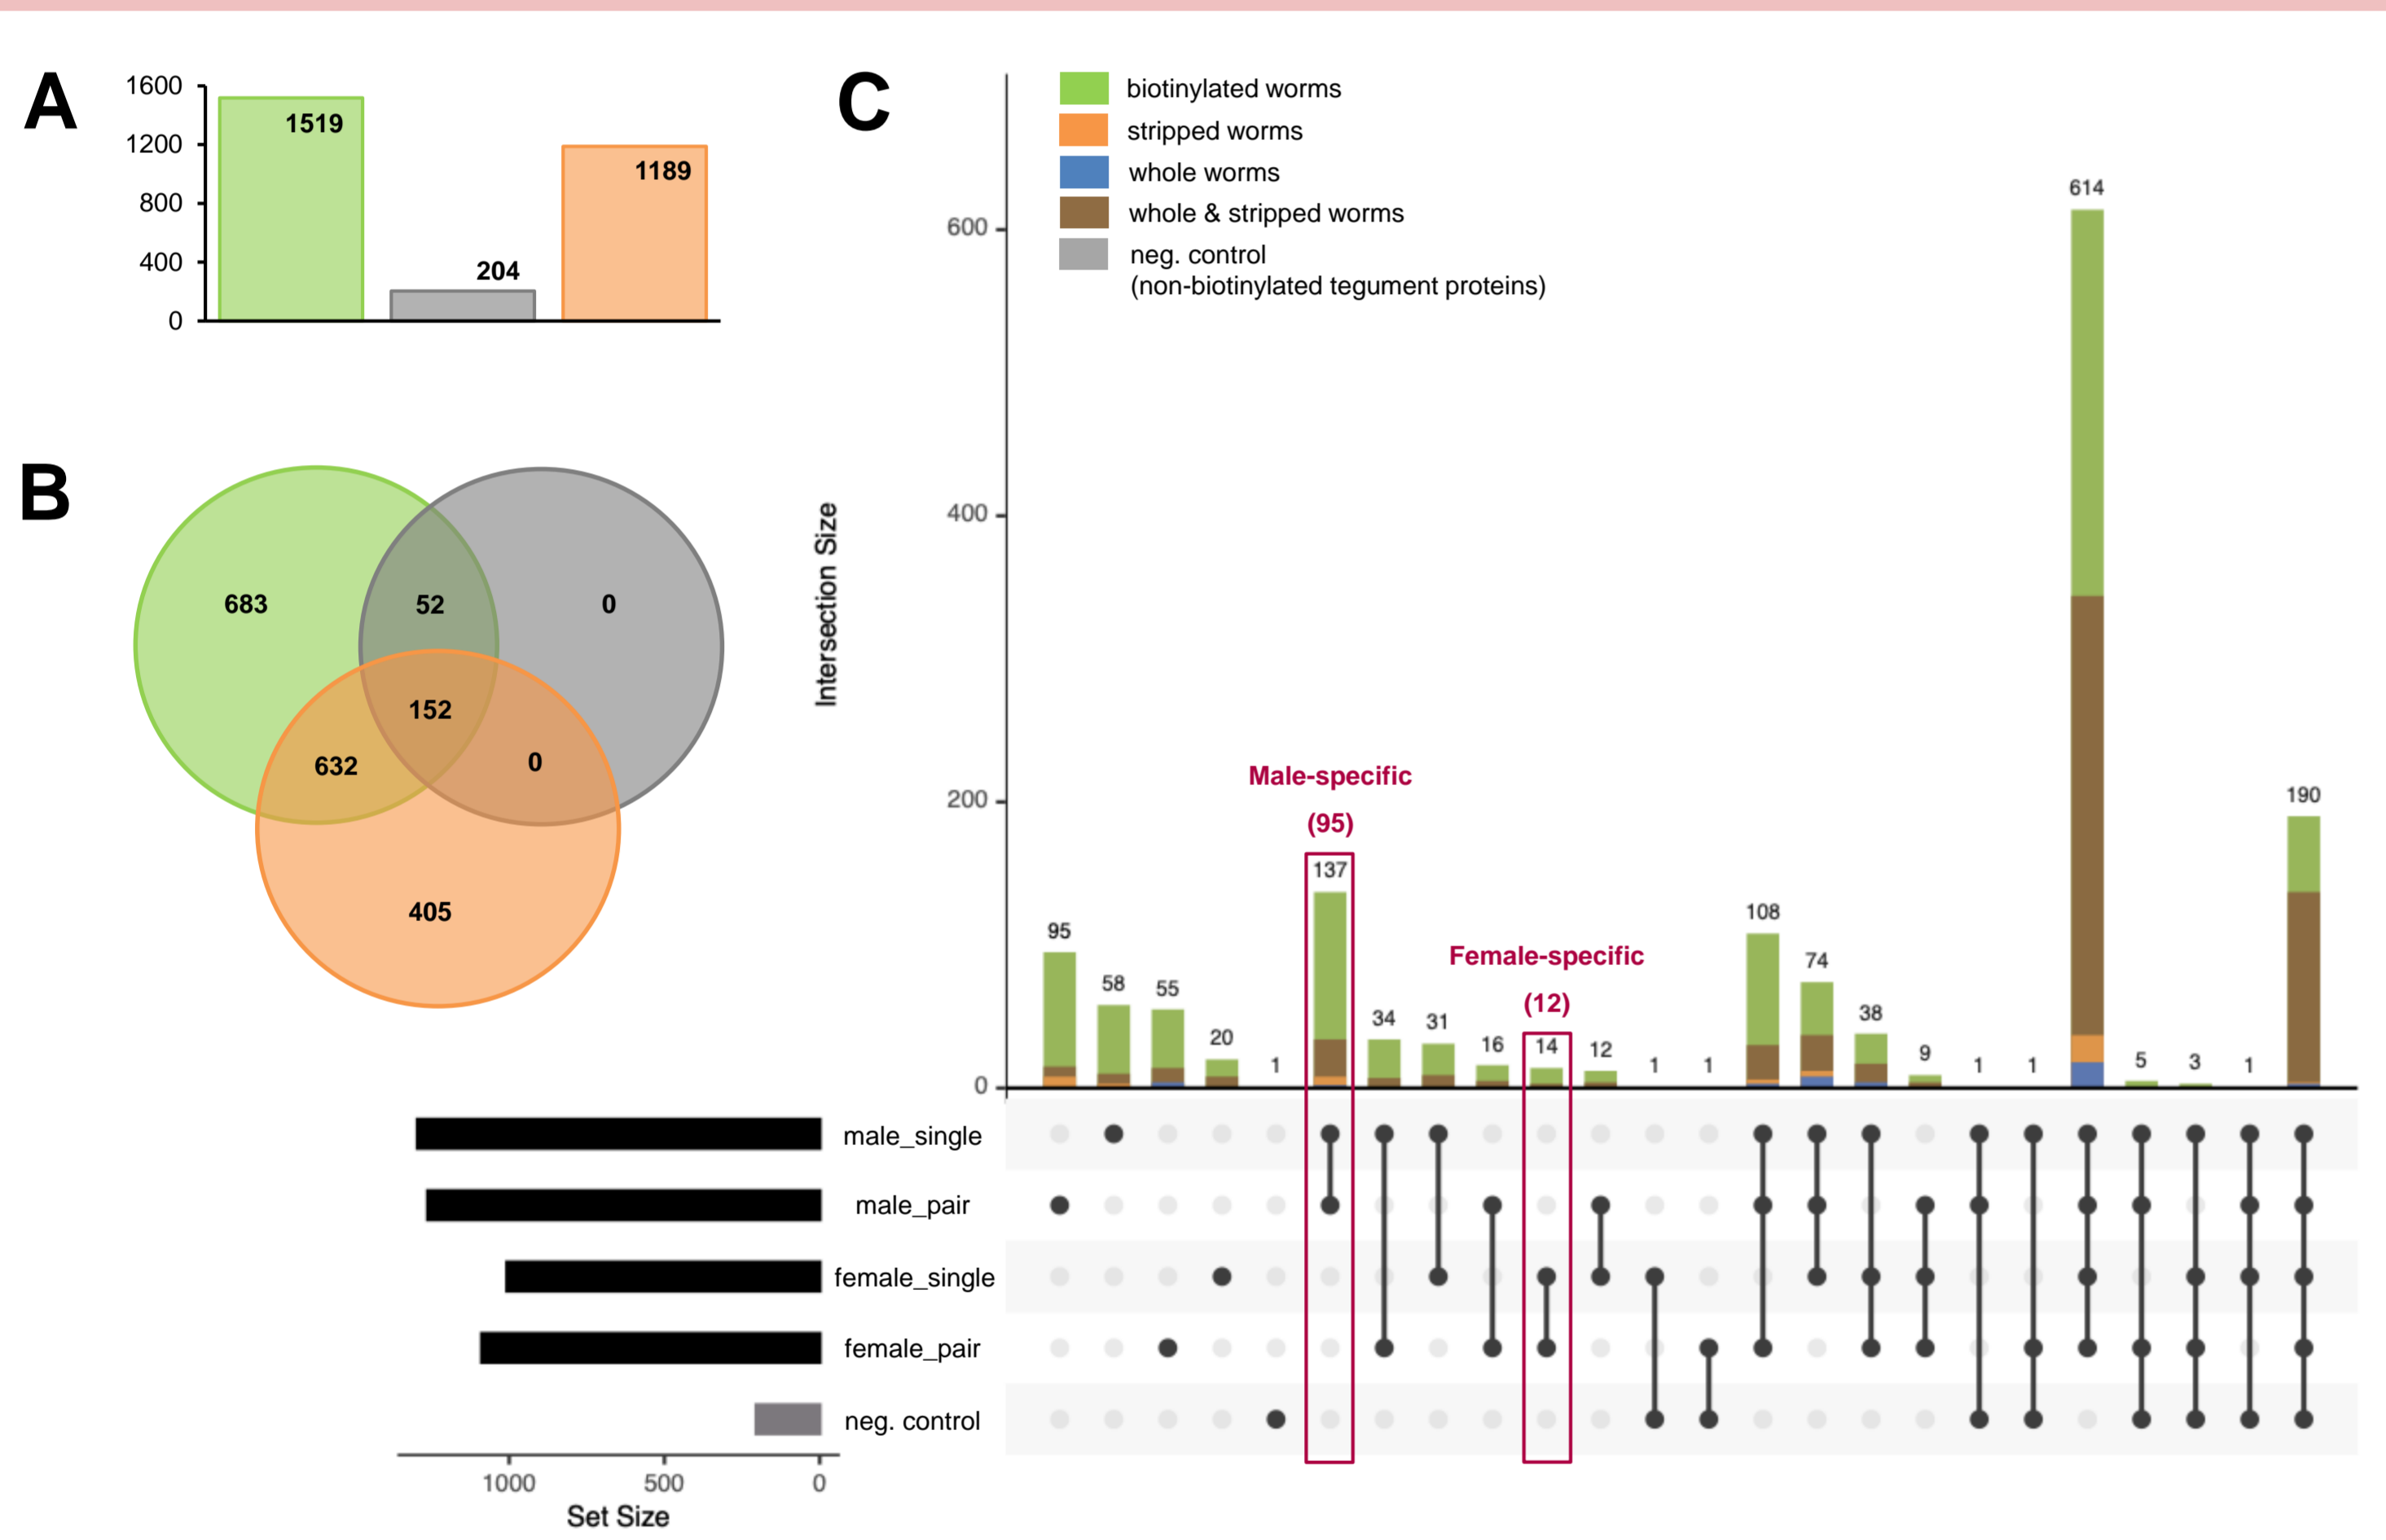 A
1600
1200
800
400
0
1519
204
1189
B
683
52
0
152
632
0
405
C
biotinylated worms
stripped worms
whole worms
whole & stripped worms
neg. control
(non-biotinylated tegument proteins)
Intersection Size
600
400
200
0
Male-specific
(95)
Female-specific
(12)
95
58
55
20
1
137
34
31
16
14
12
1
1
108
74
38
9
1
1
614
5
3
1
190
male_single
male_pair
female_single
female_pair
neg. control
1000
500
0
Set Size